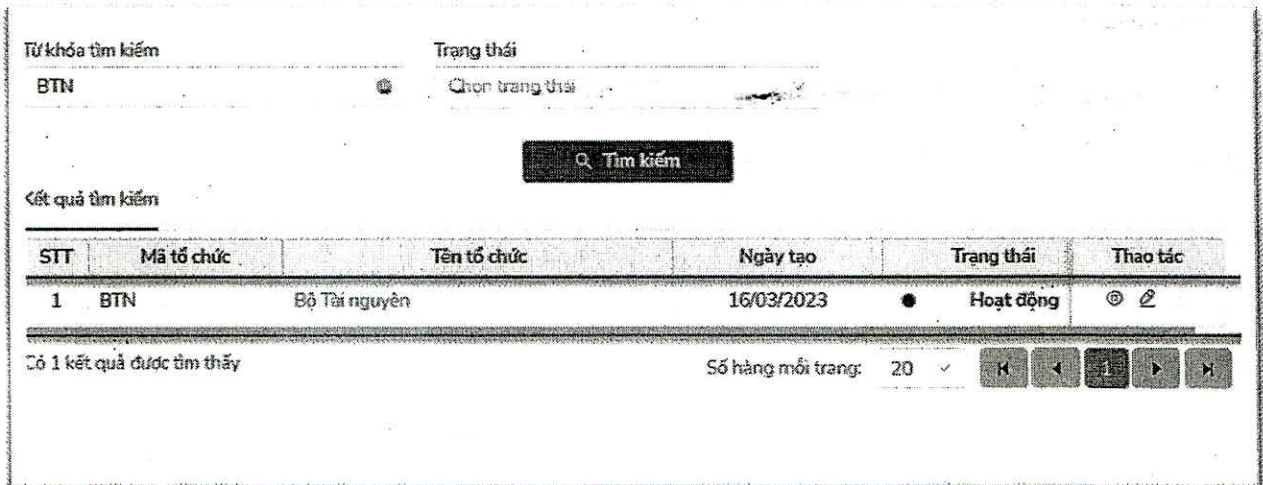 Từ khóa tìm kiếm Trạng thái
BTN Chọn trạng thái
Tìm kiếm
Kết quả tìm kiếm
STT Mã tổ chức Tên tổ chức Ngày tạo Trạng thái Thao tác
1 BTN Bộ Tài nguyên 16/03/2023 Hoạt động
Có 1 kết quả được tìm thấy Số hàng mỗi trang: 20 1